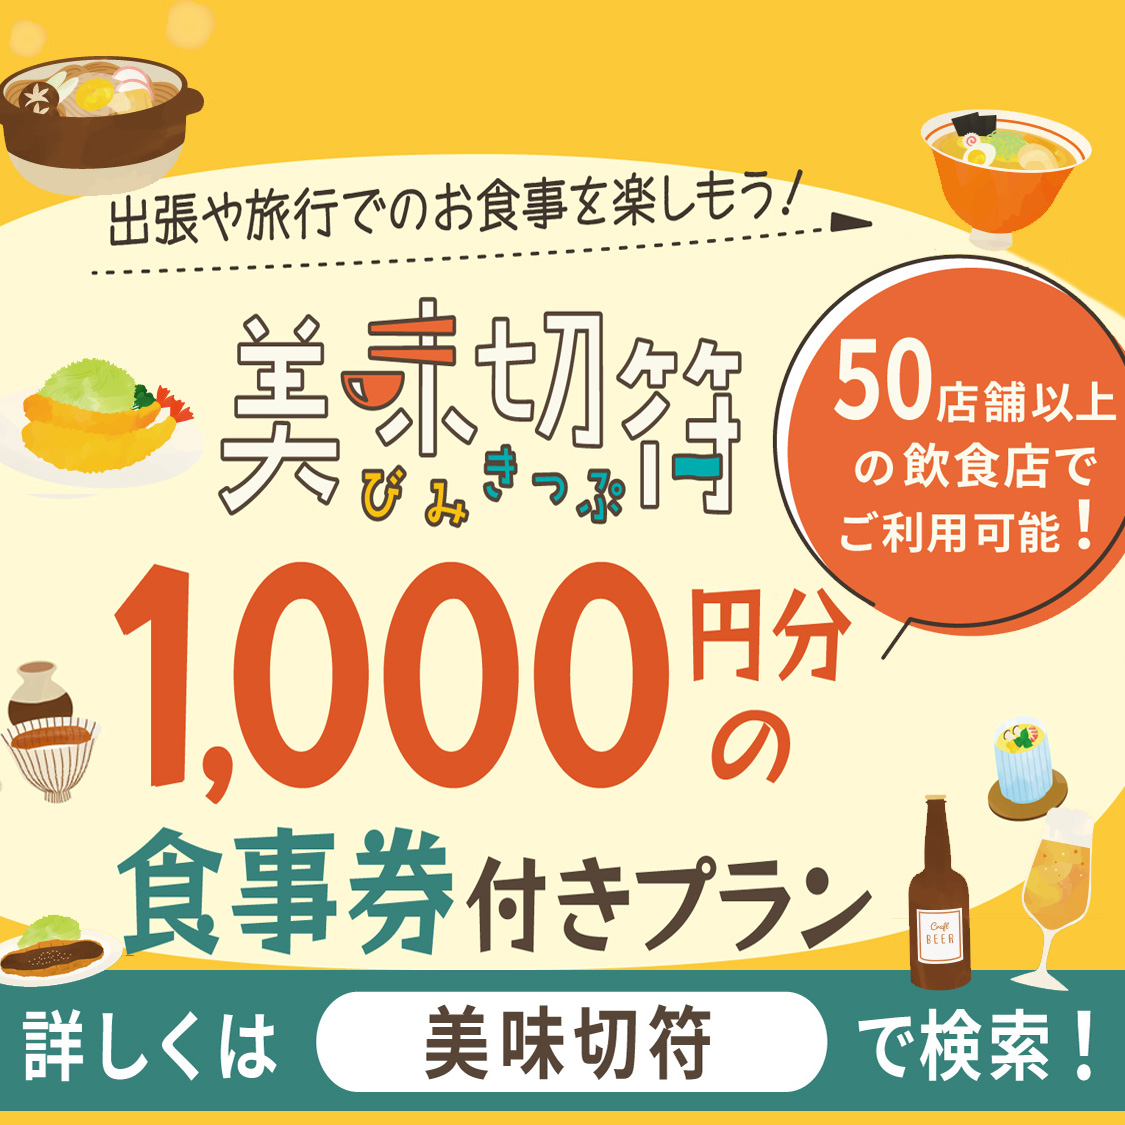 出張や旅行でのお食事を楽しもう!
美味切符
びみきっぷ
50店舗以上
の飲食店で
ご利用可能!
1,000円分
の
食事券付きプラン
Craft
BEER
詳しくは 美味切符 で検索!